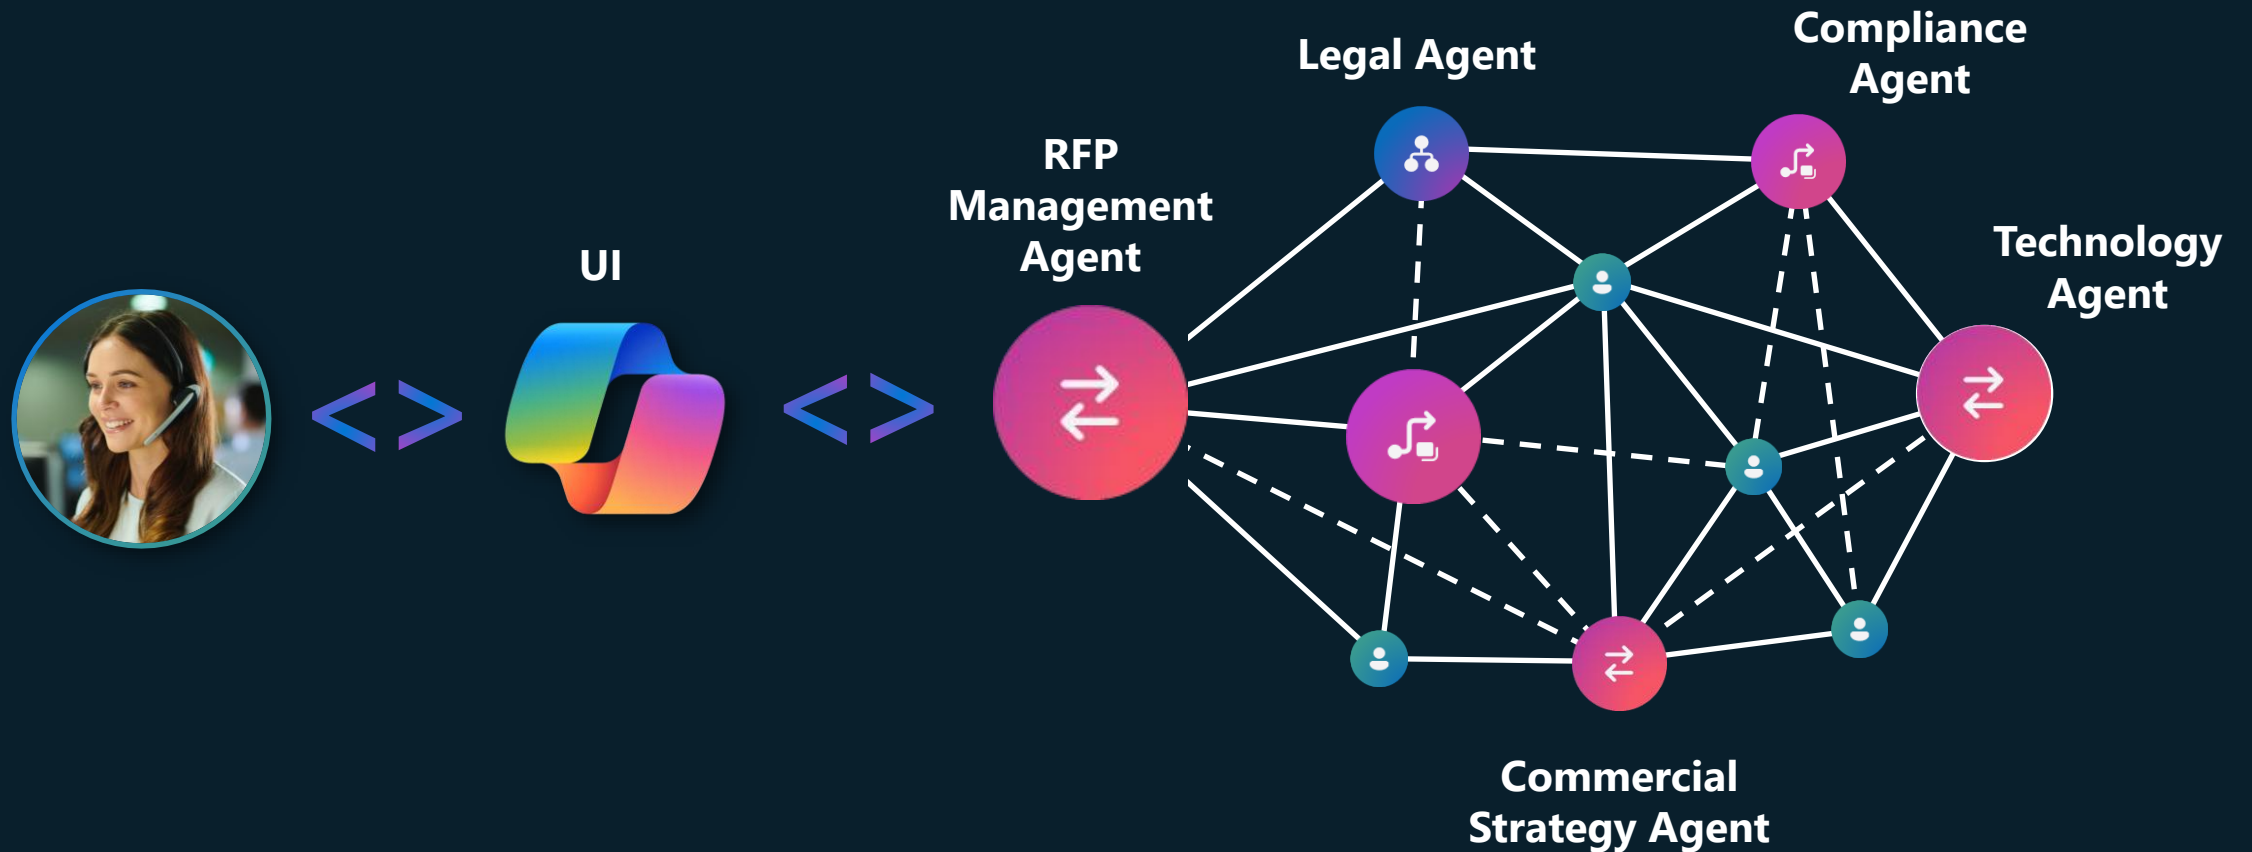 UI
RFP
Management
Agent
Legal Agent
Compliance
Agent
Technology
Agent
Commercial
Strategy Agent